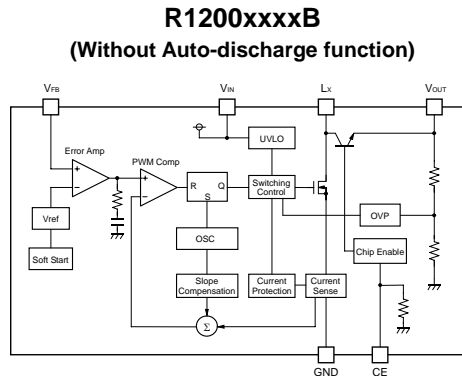 R1200xxxxB
(Without Auto-discharge function)
VFB
VIN
LX
VOUT
Error Amp
UVLO
PWM Comp
+
−
+
−
R
Q
S
Switching
Control
Vref
OVP
OSC
Soft Start
Chip Enable
Slope
Compensation
Current
Protection
Current
Sense
Σ
GND
CE